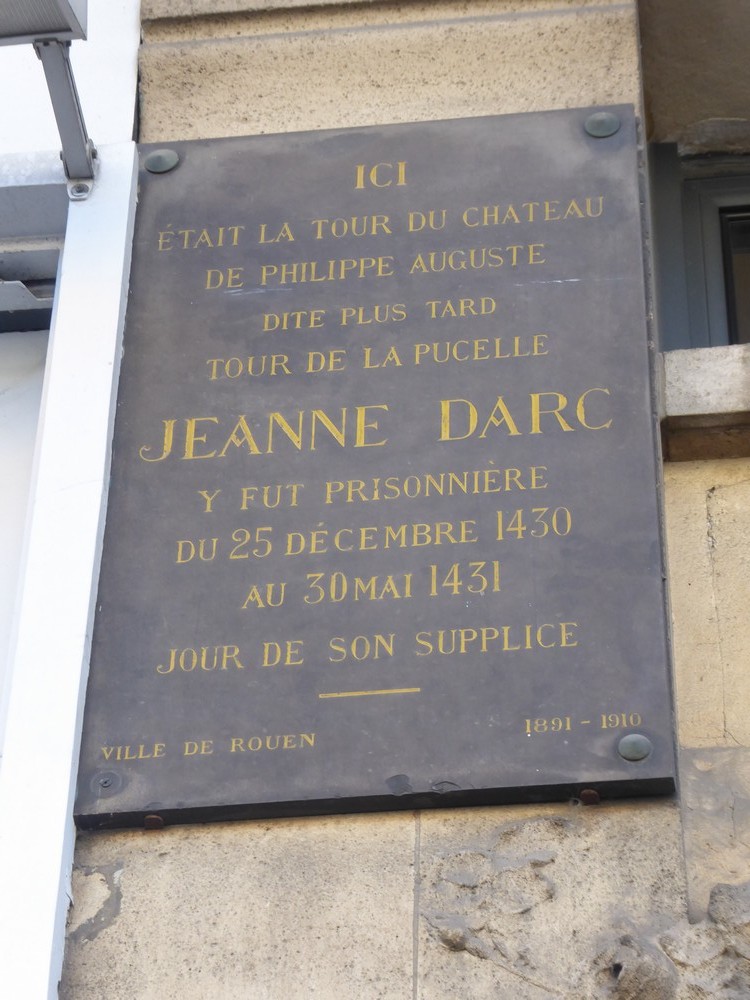 ICI
ÉTAIT LA TOUR DU CHATEAU
DE PHILIPPE AUGUSTE
DITE PLUS TARD
TOUR DE LA PUCELLE
JEANNE DARC
Y FUT PRISONNIÈRE
DU 25 DÉCEMBRE 1430
AU 30 MAI 1431
JOUR DE SON SUPPLICE
VILLE DE ROUEN 1891 - 1910